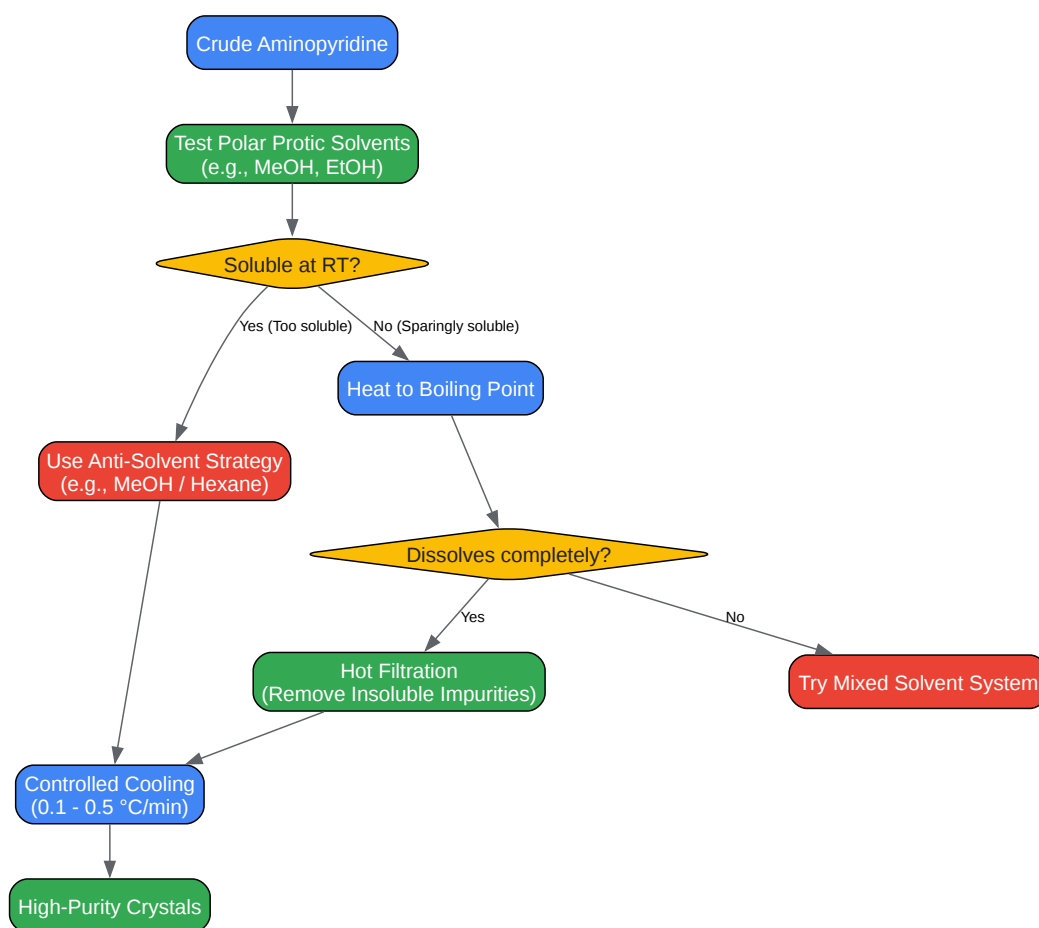 Crude Aminopyridine
Test Polar Protic Solvents
(e.g., MeOH, EtOH)
Soluble at RT?
Yes (Too soluble)
No (Sparingly soluble)
Heat to Boiling Point
Use Anti-Solvent Strategy
(e.g., MeOH / Hexane)
Dissolves completely?
Yes
No
Hot Filtration
(Remove Insoluble Impurities)
Try Mixed Solvent System
Controlled Cooling
(0.1 - 0.5 °C/min)
High-Purity Crystals